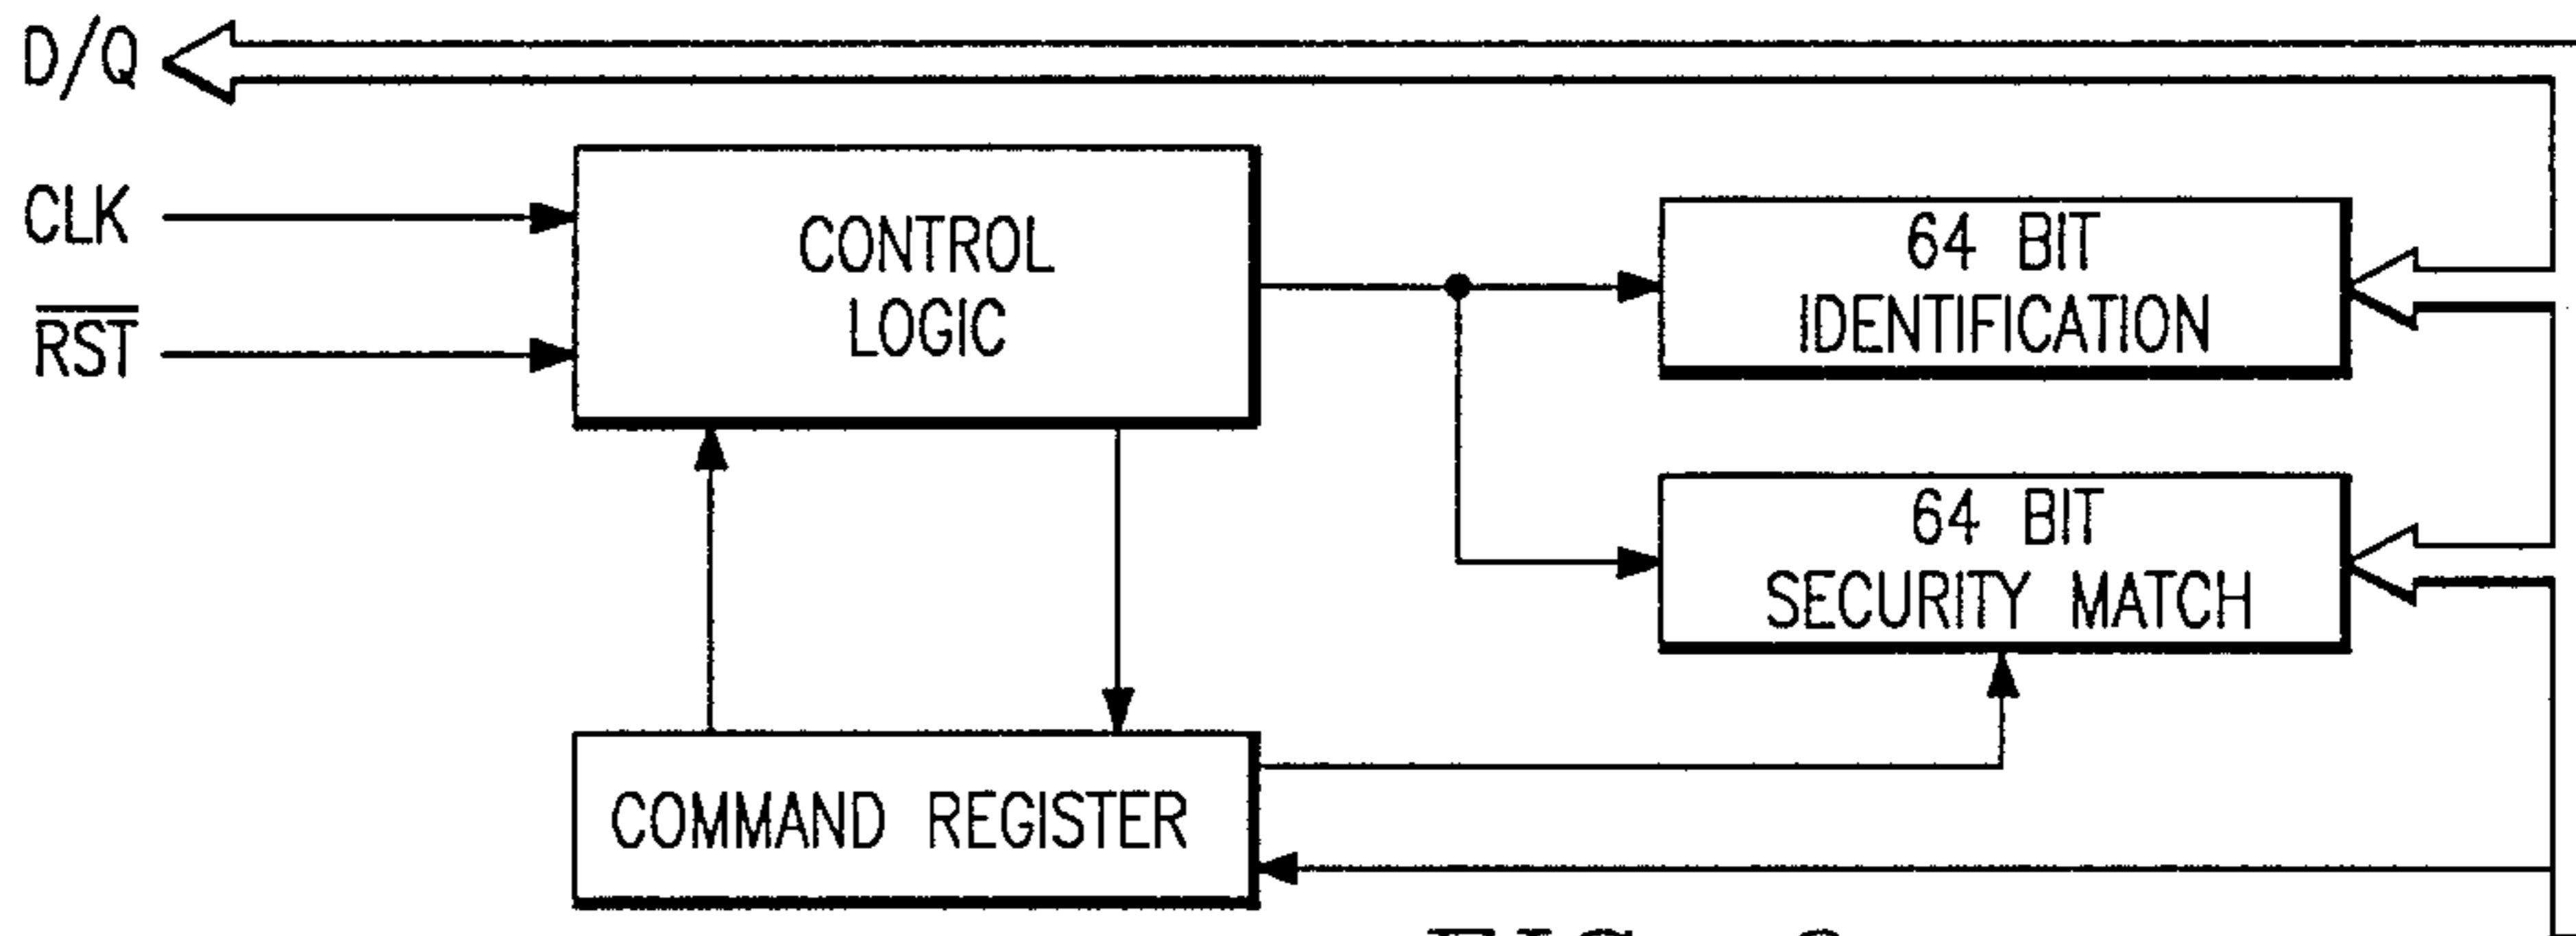 D/Q
CLK
RST
CONTROL
LOGIC
64 BIT
IDENTIFICATION
64 BIT
SECURITY MATCH
COMMAND REGISTER